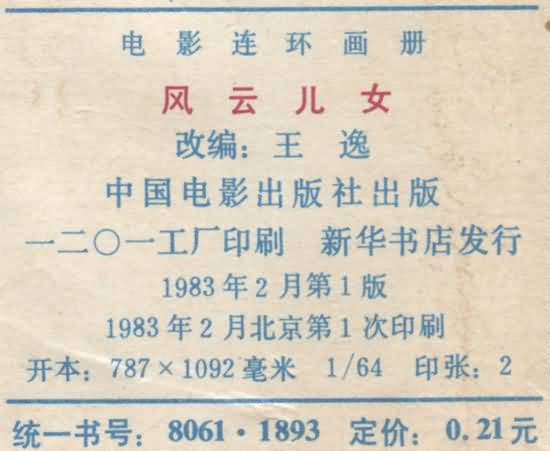 电影连环画册
风云儿女
改编：王 逸
中国电影出版社出版
一二〇一工厂印刷 新华书店发行
1983年2月第1版
1983年2月北京第1次印刷
开本：787×1092毫米 1/64 印张：2
统一书号：8061·1893 定价：0.21元